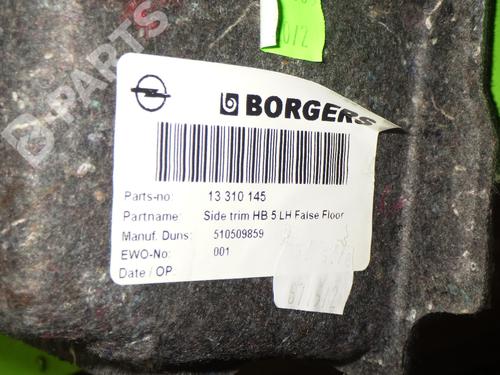 B-PARTS
BORGERS
Parts-no: 13 310 145
Partname: Side trim HB 5 LH False Floor
Manuf. Duns: 510509859
EWO-No: 001
Date / OP